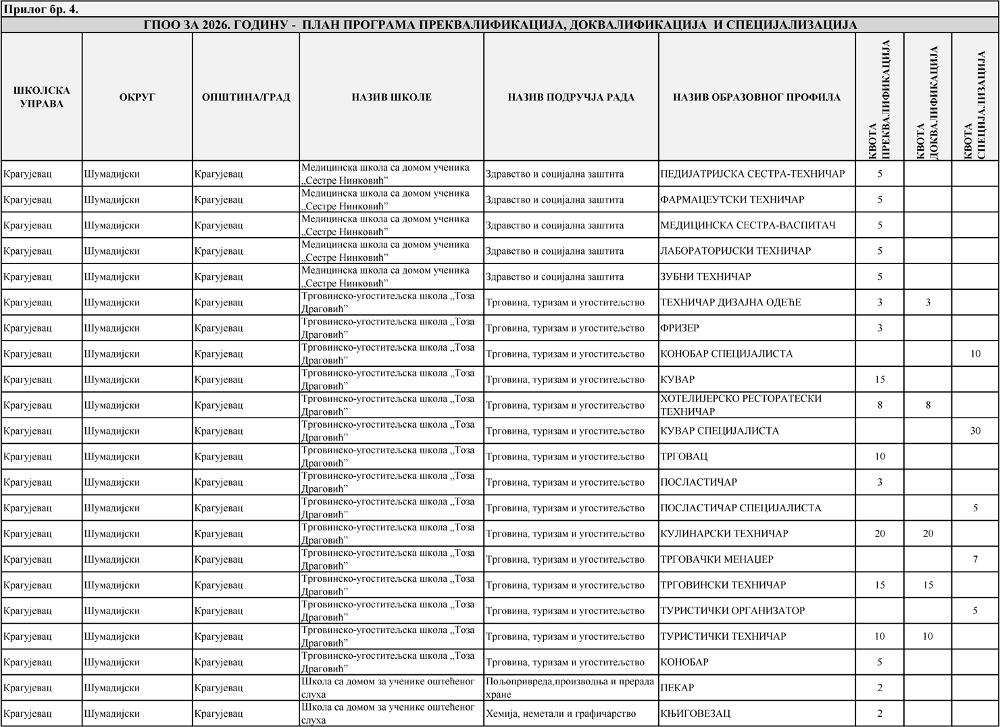 Прилог бр. 4.
ГПОО ЗА 2026. ГОДИНУ - ПЛАН ПРОГРАМА ПРЕКВАЛИФИКАЦИЈА, ДОКВАЛИФИКАЦИЈА И СПЕЦИЈАЛИЗАЦИЈА
ШКОЛСКА УПРАВА ОКРУГ ОПШТИНА/ГРАД НАЗИВ ШКОЛЕ НАЗИВ ПОДРУЧЈА РАДА НАЗИВ ОБРАЗОВНОГ ПРОФИЛА КВОТА ПРЕКВАЛИФИКАЦИЈА КВОТА ДОКВАЛИФИКАЦИЈА КВОТА СПЕЦИЈАЛИЗАЦИЈА
Крагујевац Шумадијски Крагујевац Медицинска школа са домом ученика „Сестре Нинковић” Здравство и социјална заштита ПЕДИЈАТРИЈСКА СЕСТРА-ТЕХНИЧАР 5
Крагујевац Шумадијски Крагујевац Медицинска школа са домом ученика „Сестре Нинковић” Здравство и социјална заштита ФАРМАЦЕУТСКИ ТЕХНИЧАР 5
Крагујевац Шумадијски Крагујевац Медицинска школа са домом ученика „Сестре Нинковић” Здравство и социјална заштита МЕДИЦИНСКА СЕСТРА-ВАСПИТАЧ 5
Крагујевац Шумадијски Крагујевац Медицинска школа са домом ученика „Сестре Нинковић” Здравство и социјална заштита ЛАБОРАТОРИЈСКИ ТЕХНИЧАР 5
Крагујевац Шумадијски Крагујевац Медицинска школа са домом ученика „Сестре Нинковић” Здравство и социјална заштита ЗУБНИ ТЕХНИЧАР 5
Крагујевац Шумадијски Крагујевац Трговинско-угоститељска школа „Тоза Драговић” Трговина, туризам и угоститељство ТЕХНИЧАР ДИЗАЈНА ОДЕЋЕ 3 3
Крагујевац Шумадијски Крагујевац Трговинско-угоститељска школа „Тоза Драговић” Трговина, туризам и угоститељство ФРИЗЕР 3
Крагујевац Шумадијски Крагујевац Трговинско-угоститељска школа „Тоза Драговић” Трговина, туризам и угоститељство КОНОБАР СПЕЦИЈАЛИСТА 10
Крагујевац Шумадијски Крагујевац Трговинско-угоститељска школа „Тоза Драговић” Трговина, туризам и угоститељство КУВАР 15
Крагујевац Шумадијски Крагујевац Трговинско-угоститељска школа „Тоза Драговић” Трговина, туризам и угоститељство ХОТЕЛИЈЕРСКО РЕСТОРАТЕСКИ ТЕХНИЧАР 8 8
Крагујевац Шумадијски Крагујевац Трговинско-угоститељска школа „Тоза Драговић” Трговина, туризам и угоститељство КУВАР СПЕЦИЈАЛИСТА 30
Крагујевац Шумадијски Крагујевац Трговинско-угоститељска школа „Тоза Драговић” Трговина, туризам и угоститељство ТРГОВАЦ 10
Крагујевац Шумадијски Крагујевац Трговинско-угоститељска школа „Тоза Драговић” Трговина, туризам и угоститељство ПОСЛАСТИЧАР 3
Крагујевац Шумадијски Крагујевац Трговинско-угоститељска школа „Тоза Драговић” Трговина, туризам и угоститељство ПОСЛАСТИЧАР СПЕЦИЈАЛИСТА 5
Крагујевац Шумадијски Крагујевац Трговинско-угоститељска школа „Тоза Драговић” Трговина, туризам и угоститељство КУЛИНАРСКИ ТЕХНИЧАР 20 20
Крагујевац Шумадијски Крагујевац Трговинско-угоститељска школа „Тоза Драговић” Трговина, туризам и угоститељство ТРГОВАЧКИ МЕНАЏЕР 7
Крагујевац Шумадијски Крагујевац Трговинско-угоститељска школа „Тоза Драговић” Трговина, туризам и угоститељство ТРГОВИНСКИ ТЕХНИЧАР 15 15
Крагујевац Шумадијски Крагујевац Трговинско-угоститељска школа „Тоза Драговић” Трговина, туризам и угоститељство ТУРИСТИЧКИ ОРГАНИЗАТОР 5
Крагујевац Шумадијски Крагујевац Трговинско-угоститељска школа „Тоза Драговић” Трговина, туризам и угоститељство ТУРИСТИЧКИ ТЕХНИЧАР 10 10
Крагујевац Шумадијски Крагујевац Трговинско-угоститељска школа „Тоза Драговић” Трговина, туризам и угоститељство КОНОБАР 5
Крагујевац Шумадијски Крагујевац Школа са домом за ученике оштећеног слуха Пољопривреда,производња и прерада хране ПЕКАР 2
Крагујевац Шумадијски Крагујевац Школа са домом за ученике оштећеног слуха Хемија, неметали и графичарство КЊИГОВЕЗАЦ 2